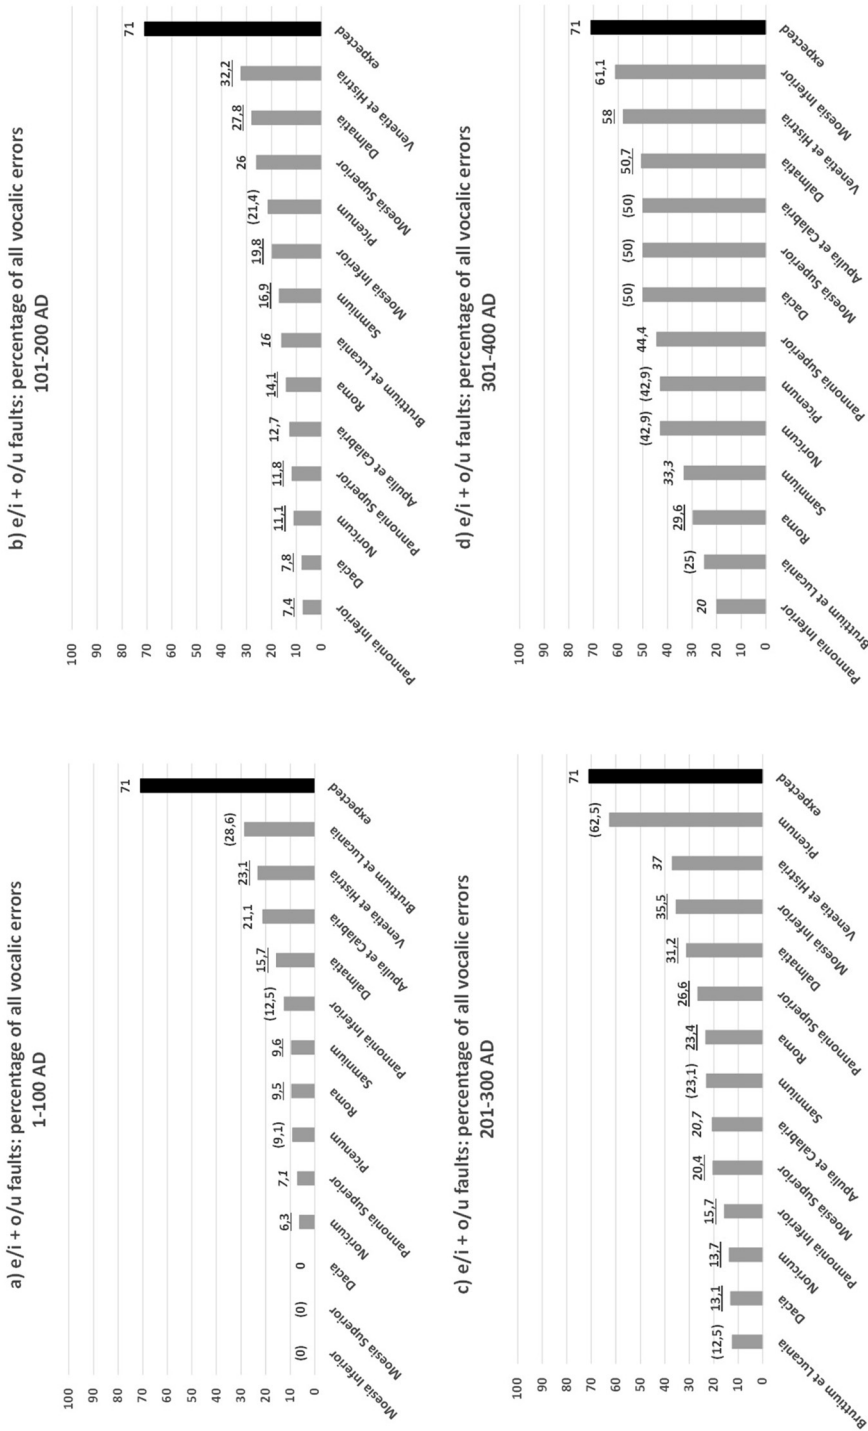 a) e/i + o/u faults: percentage of all vocalic errors
1-100 AD
100
90
80
70
60
50
40
30
20
10
0
(0)
(0)
0
6,3
7,1
(9,1)
9,5
9,6
(12,5)
15,7
21,1
23,1
(28,6)
71
Moesia Inferior
Moesia Superior
Dacia
Noricum
Pannonia Superior
Picenum
Roma
Samnium
Pannonia Inferior
Dalmatia
Apulia et Calabria
Venetia et Histria
Bruttium et Lucania
expected
b) e/i + o/u faults: percentage of all vocalic errors
101-200 AD
100
90
80
70
60
50
40
30
20
10
0
7,4
7,8
11,1
11,8
12,7
14,1
16
16,9
19,8
(21,4)
26
27,8
32,2
71
Pannonia Inferior
Dacia
Noricum
Pannonia Superior
Apulia et Calabria
Roma
Bruttium et Lucania
Samnium
Moesia Inferior
Picenum
Moesia Superior
Dalmatia
Venetia et Histria
expected
c) e/i + o/u faults: percentage of all vocalic errors
201-300 AD
100
90
80
70
60
50
40
30
20
10
0
(12,5)
13,1
13,7
15,7
20,4
20,7
(23,1)
23,4
26,6
31,2
35,5
37
(62,5)
71
Bruttium et Lucania
Dacia
Noricum
Pannonia Inferior
Moesia Superior
Apulia et Calabria
Samnium
Roma
Pannonia Superior
Dalmatia
Moesia Inferior
Venetia et Histria
Picenum
expected
d) e/i + o/u faults: percentage of all vocalic errors
301-400 AD
100
90
80
70
60
50
40
30
20
10
0
20
(25)
29,6
33,3
(42,9)
(42,9)
44,4
(50)
(50)
(50)
50,7
58
61,1
71
Pannonia Inferior
Bruttium et Lucania
Roma
Samnium
Noricum
Picenum
Pannonia Superior
Dacia
Moesia Superior
Apulia et Calabria
Dalmatia
Venetia et Histria
Moesia Inferior
expected